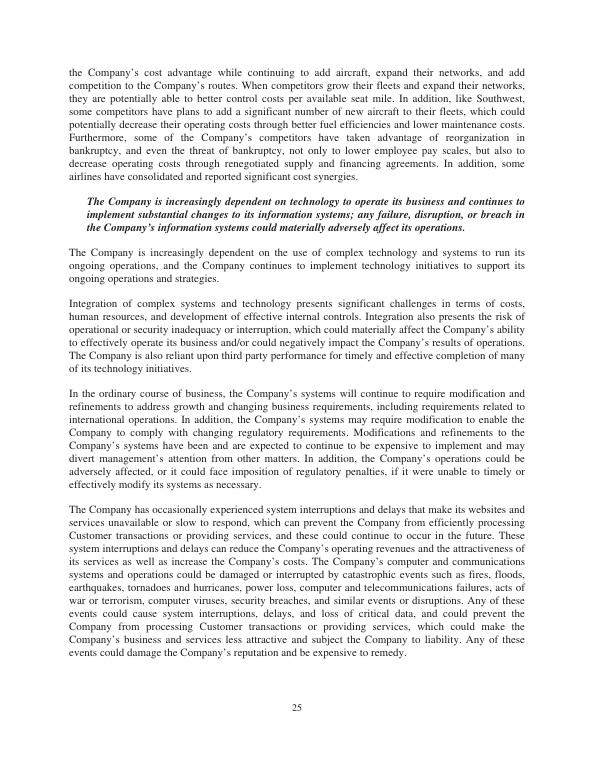 the Company’s cost advantage while continuing to add aircraft, expand their networks, and add
competition to the Company’s routes. When competitors grow their fleets and expand their networks,
they are potentially able to better control costs per available seat mile. In addition, like Southwest,
some competitors have plans to add a significant number of new aircraft to their fleets, which could
potentially decrease their operating costs through better fuel efficiencies and lower maintenance costs.
Furthermore, some of the Company’s competitors have taken advantage of reorganization in
bankruptcy, and even the threat of bankruptcy, not only to lower employee pay scales, but also to
decrease operating costs through renegotiated supply and financing agreements. In addition, some
airlines have consolidated and reported significant cost synergies.
The Company is increasingly dependent on technology to operate its business and continues to
implement substantial changes to its information systems; any failure, disruption, or breach in
the Company’s information systems could materially adversely affect its operations.
The Company is increasingly dependent on the use of complex technology and systems to run its
ongoing operations, and the Company continues to implement technology initiatives to support its
ongoing operations and strategies.
Integration of complex systems and technology presents significant challenges in terms of costs,
human resources, and development of effective internal controls. Integration also presents the risk of
operational or security inadequacy or interruption, which could materially affect the Company’s ability
to effectively operate its business and/or could negatively impact the Company’s results of operations.
The Company is also reliant upon third party performance for timely and effective completion of many
of its technology initiatives.
In the ordinary course of business, the Company’s systems will continue to require modification and
refinements to address growth and changing business requirements, including requirements related to
international operations. In addition, the Company’s systems may require modification to enable the
Company to comply with changing regulatory requirements. Modifications and refinements to the
Company’s systems have been and are expected to continue to be expensive to implement and may
divert management’s attention from other matters. In addition, the Company’s operations could be
adversely affected, or it could face imposition of regulatory penalties, if it were unable to timely or
effectively modify its systems as necessary.
The Company has occasionally experienced system interruptions and delays that make its websites and
services unavailable or slow to respond, which can prevent the Company from efficiently processing
Customer transactions or providing services, and these could continue to occur in the future. These
system interruptions and delays can reduce the Company’s operating revenues and the attractiveness of
its services as well as increase the Company’s costs. The Company’s computer and communications
systems and operations could be damaged or interrupted by catastrophic events such as fires, floods,
earthquakes, tornadoes and hurricanes, power loss, computer and telecommunications failures, acts of
war or terrorism, computer viruses, security breaches, and similar events or disruptions. Any of these
events could cause system interruptions, delays, and loss of critical data, and could prevent the
Company from processing Customer transactions or providing services, which could make the
Company’s business and services less attractive and subject the Company to liability. Any of these
events could damage the Company’s reputation and be expensive to remedy.
25